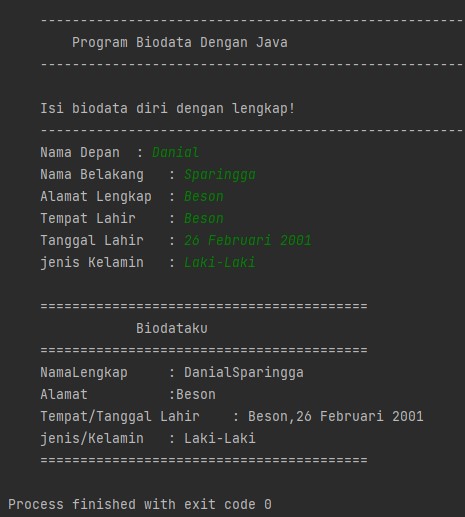 -----------------------------------------------------
Program Biodata Dengan Java
-----------------------------------------------------
Isi biodata diri dengan lengkap!
-----------------------------------------------------
Nama Depan  : Danial
Nama Belakang   : Sparingga
Alamat Lengkap  : Beson
Tempat Lahir    : Beson
Tanggal Lahir   : 26 Februari 2001
jenis Kelamin   : Laki-Laki
=========================================
Biodataku
=========================================
NamaLengkap     : DanialSparingga
Alamat          :Beson
Tempat/Tanggal Lahir    : Beson,26 Februari 2001
jenis/Kelamin   : Laki-Laki
=========================================
Process finished with exit code 0